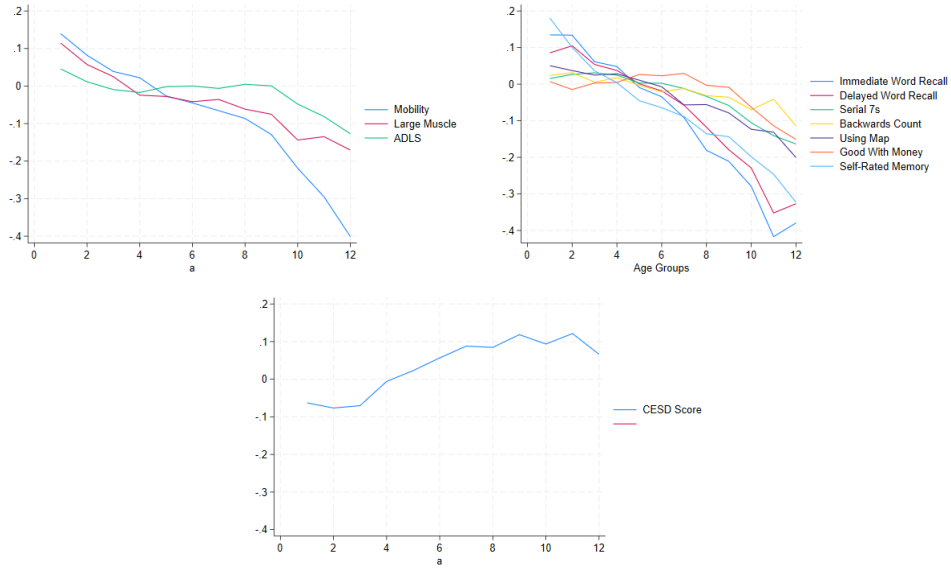 .2
.1
0
-.1
-.2
-.3
-.4
0 2 4 6 8 10 12
a
Mobility
Large Muscle
ADLS
.2
.1
0
-.1
-.2
-.3
-.4
0 2 4 6 8 10 12
Age Groups
Immediate Word Recall
Delayed Word Recall
Serial 7s
Backwards Count
Using Map
Good With Money
Self-Rated Memory
.2
.1
0
-.1
-.2
-.3
-.4
0 2 4 6 8 10 12
a
CESD Score